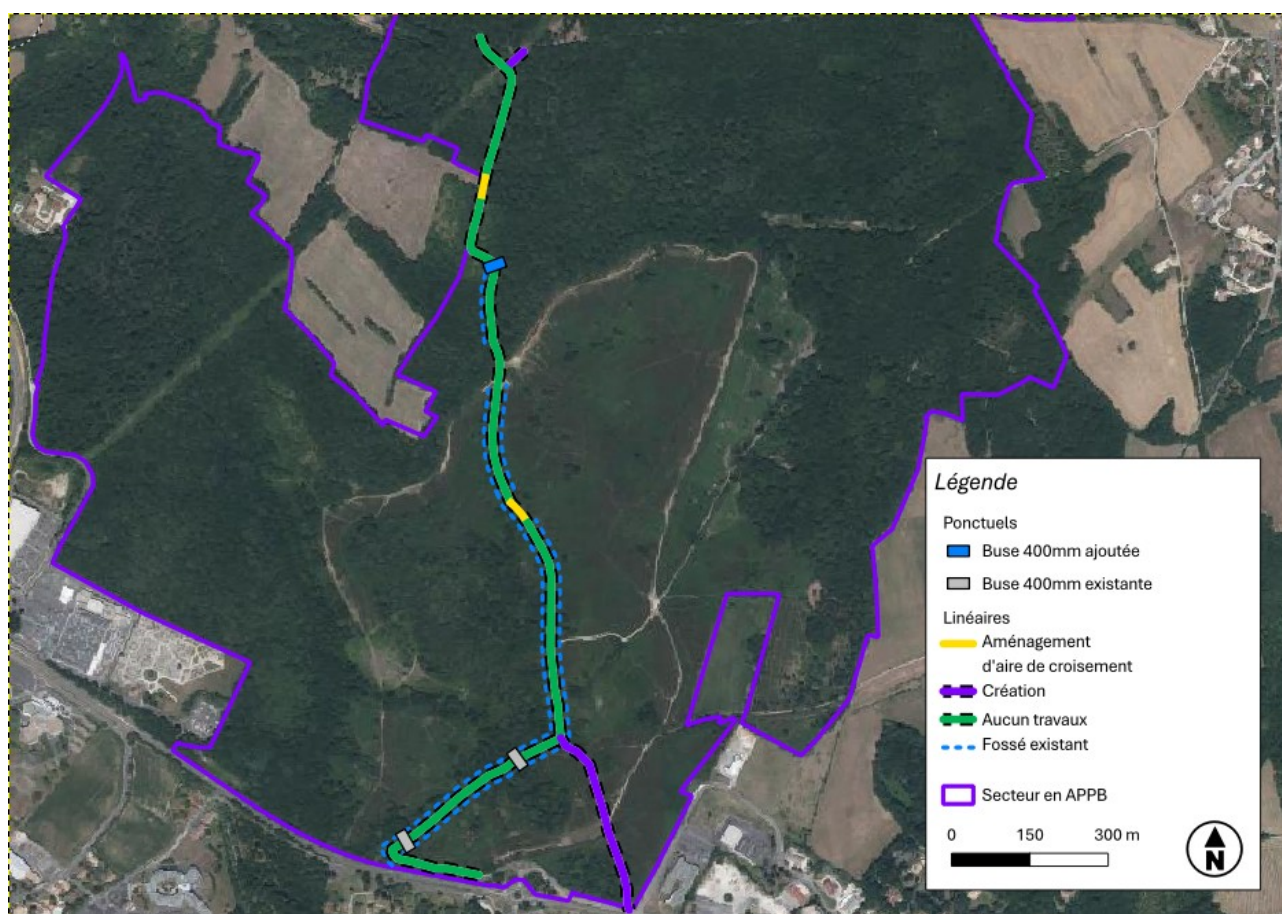 Légende
Ponctuels
Buse 400mm ajoutée
Buse 400mm existante
Linéaires
Aménagement
d'aire de croisement
Création
Aucun travaux
Fossé existant
Secteur en APPB
0 150 300 m
N